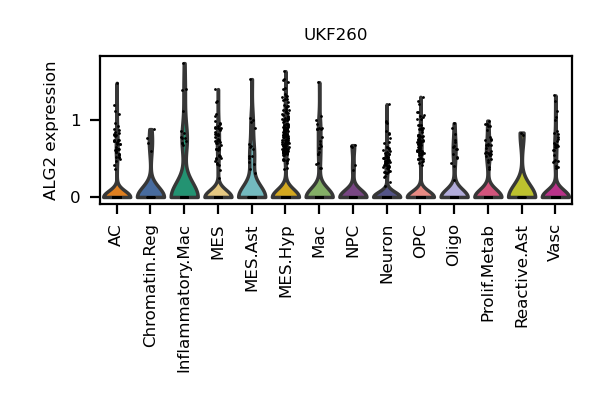 UKF260
ALG2 expression
1
0
AC
Chromatin.Reg
Inflammatory.Mac
MES
MES.Ast
MES.Hyp
Mac
NPC
Neuron
OPC
Oligo
Prolif.Metab
Reactive.Ast
Vasc